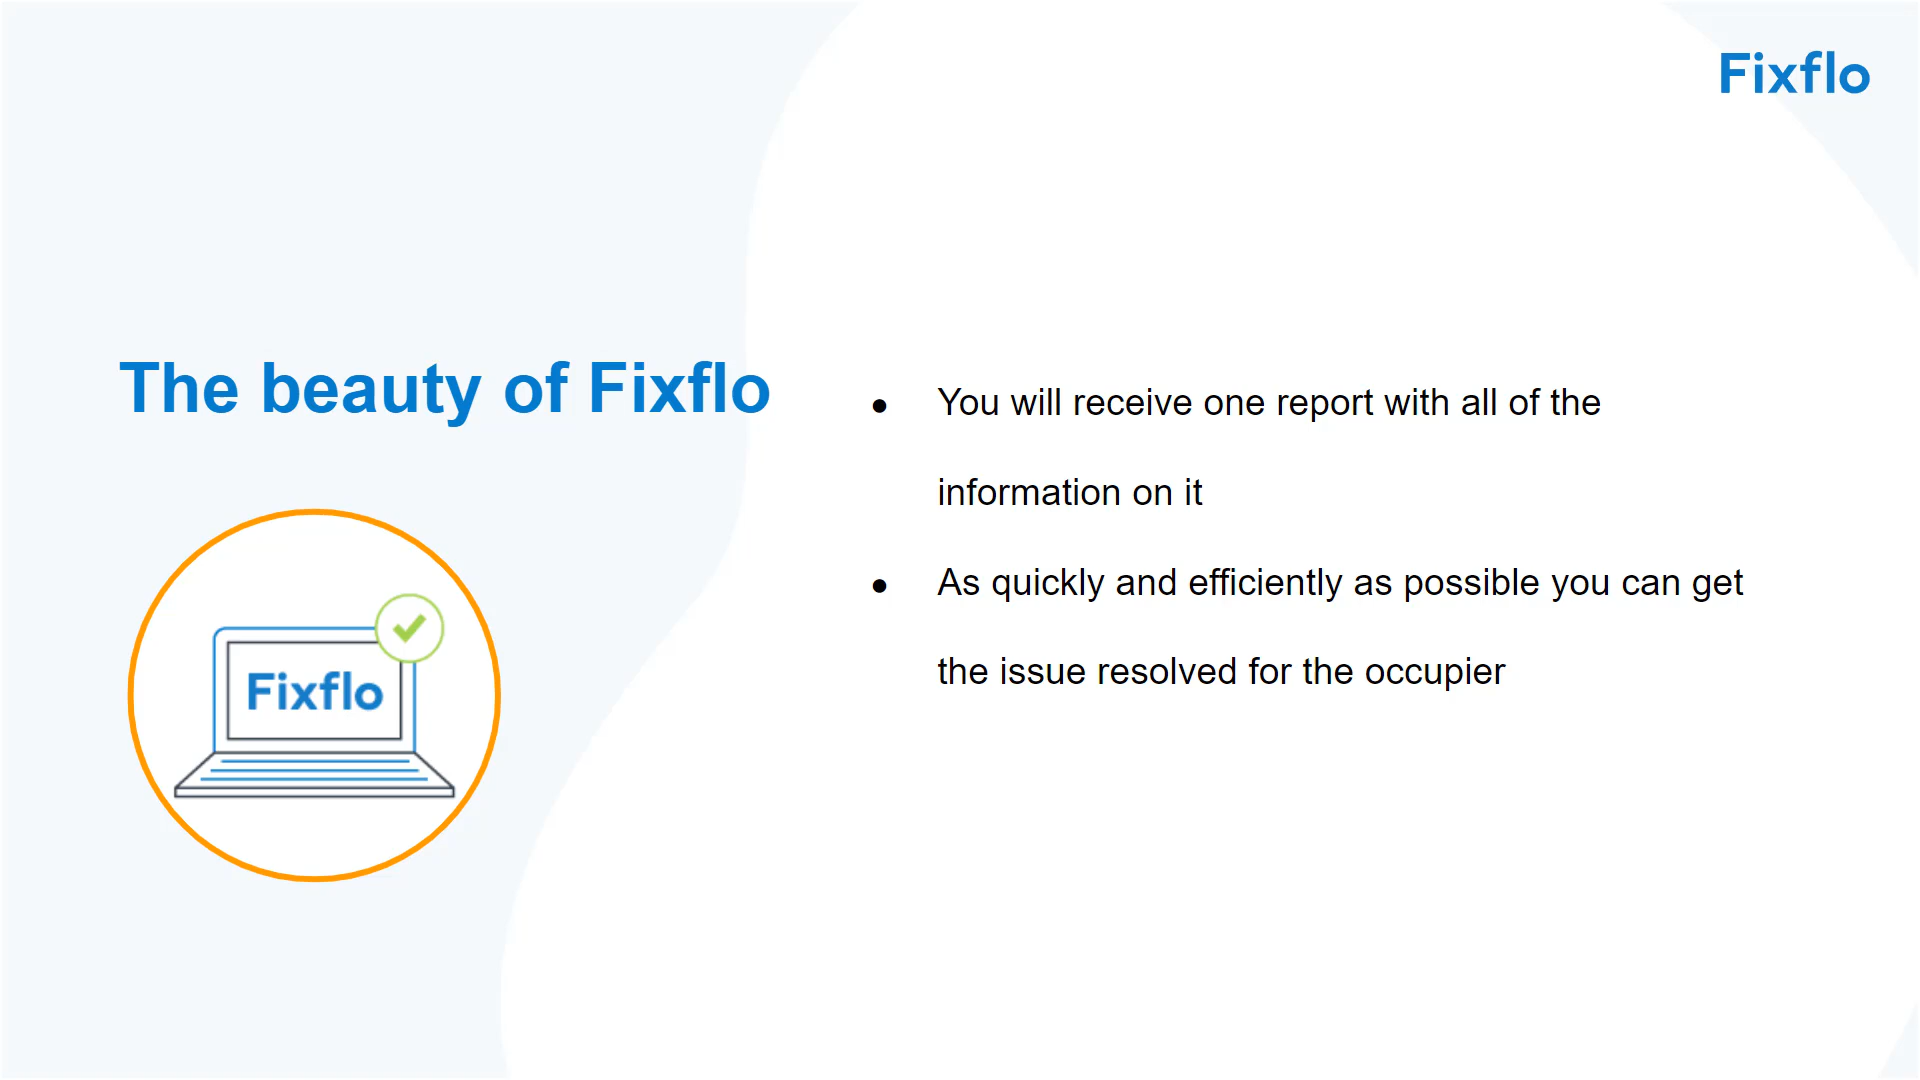 Fixflo
The beauty of Fixflo
Fixflo
● You will receive one report with all of the
information on it
● As quickly and efficiently as possible you can get
the issue resolved for the occupier